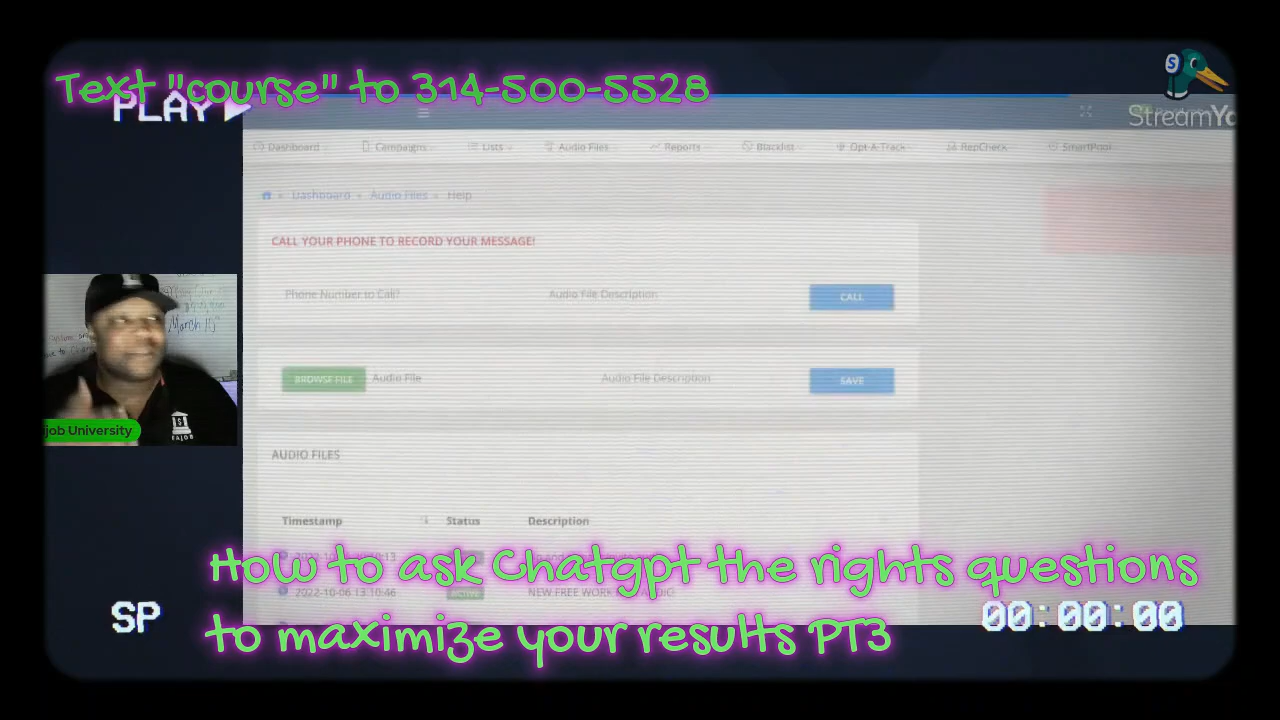 Text "course" to 314-500-5528
PLAY
StreamYa
Dashboard Campaigns Lists Audio Files Reports Blacklist Opt-A-Track RepCheck SmartPool
Dashboard Audio Files Help
CALL YOUR PHONE TO RECORD YOUR MESSAGE!
Phone Number to Call? Audio File Description CALL
March 15
BROWSE FILE Audio File Audio File Description SAVE
job University
AUDIO FILES
Timestamp Status Description
How to ask Chatgpt the rights questions
2022-10-06 13:10:46 ACTIVE NEW FREE WORK
SP
to maximize your results PT3
00:00:00